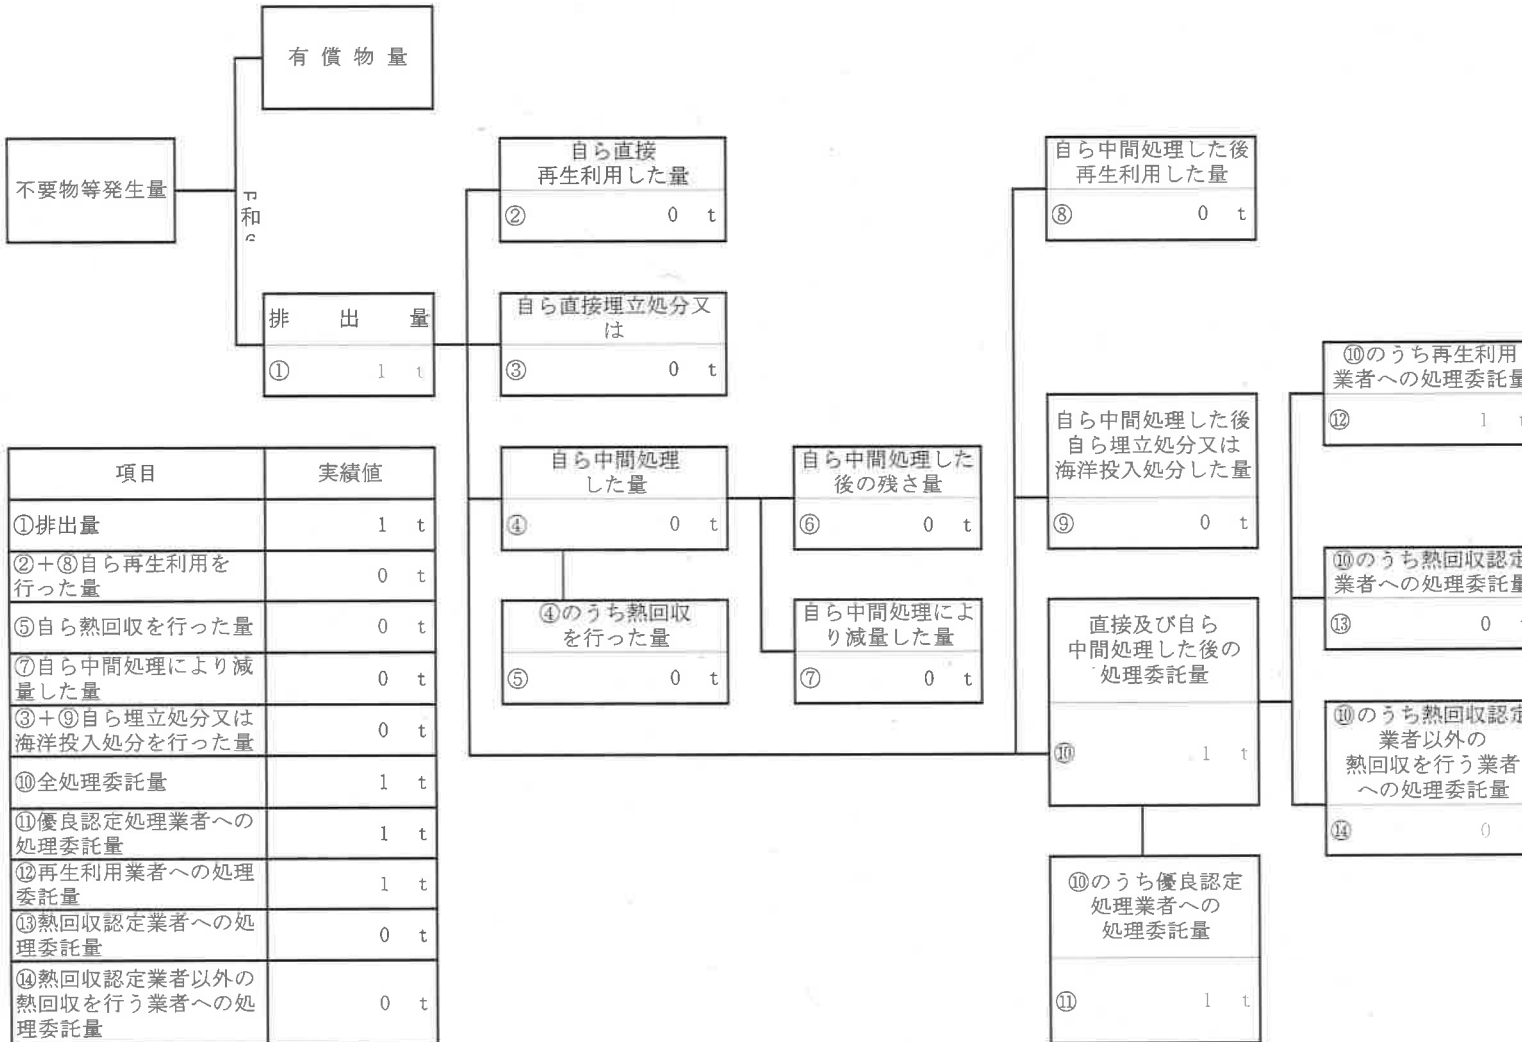 有償物量
不要物等発生量
和
排出量
① 1 t
自ら直接
再生利用した量
② 0 t
自ら直接埋立処分又
は
③ 0 t
自ら中間処理
した量
④ 0 t
④のうち熱回収
を行った量
⑤ 0 t
自ら中間処理した
後の残さ量
⑥ 0 t
自ら中間処理によ
り減量した量
⑦ 0 t
自ら中間処理した後
再生利用した量
⑧ 0 t
自ら中間処理した後
自ら埋立処分又は
海洋投入処分した量
⑨ 0 t
直接及び自ら
中間処理した後の
処理委託量
⑩ 1 t
⑩のうち優良認定
処理業者への
処理委託量
⑪ 1 t
⑩のうち再生利用
業者への処理委託量
⑫ 1 t
⑩のうち熱回収認定
業者への処理委託量
⑬ 0
⑩のうち熱回収認定
業者以外の
熱回収を行う業者
への処理委託量
⑭ 0
項目 実績値
①排出量 1 t
②+⑧自ら再生利用を
行った量 0 t
⑤自ら熱回収を行った量 0 t
⑦自ら中間処理により減
量した量 0 t
③+⑨自ら埋立処分又は
海洋投入処分を行った量 0 t
⑩全処理委託量 1 t
⑪優良認定処理業者への
処理委託量 1 t
⑫再生利用業者への処理
委託量 1 t
⑬熱回収認定業者への処
理委託量 0 t
⑭熱回収認定業者以外の
熱回収を行う業者への処
理委託量 0 t